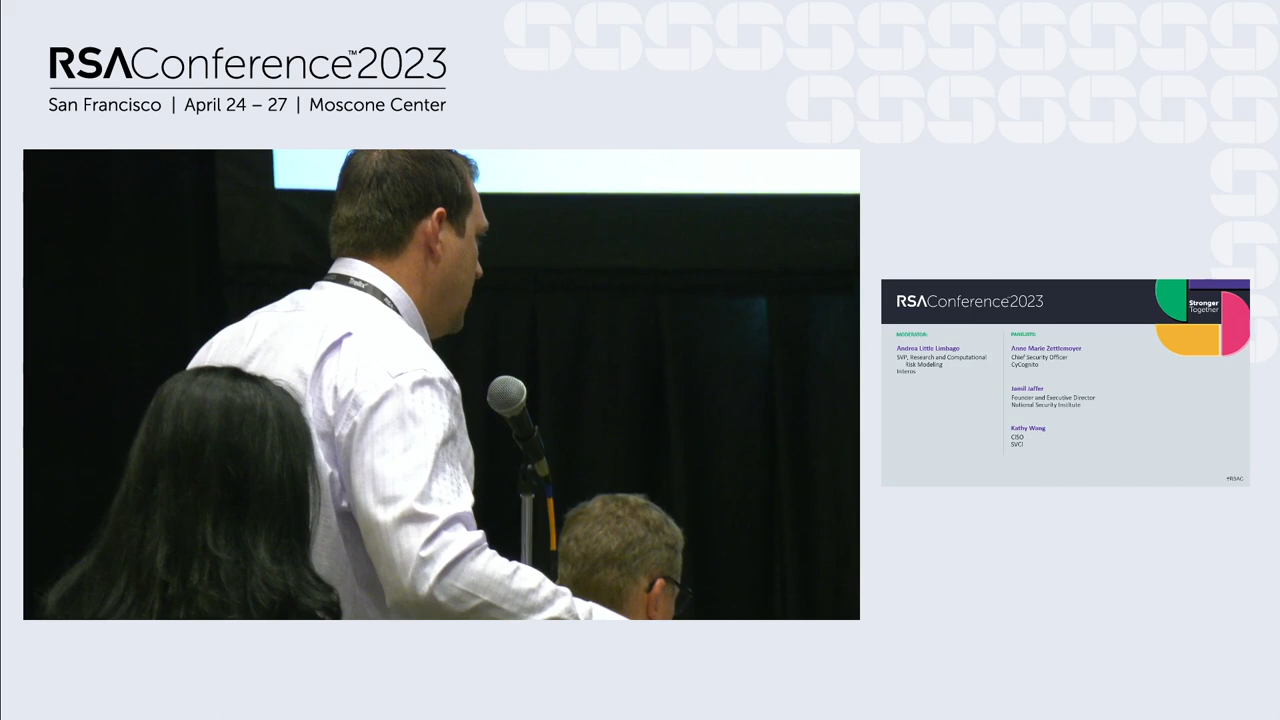 RSAConference™2023
San Francisco | April 24 – 27 | Moscone Center
RSAConference2023
Stronger
Together
MODERATOR:
Andrea Little Limbago
SVP, Research and Computational
Risk Modeling
Interos
PANELISTS:
Anne Marie Zettlemoyer
Chief Security Officer
CyCognito
Jamil Jaffer
Founder and Executive Director
National Security Institute
Kathy Wang
CISO
SVCI
#RSAC